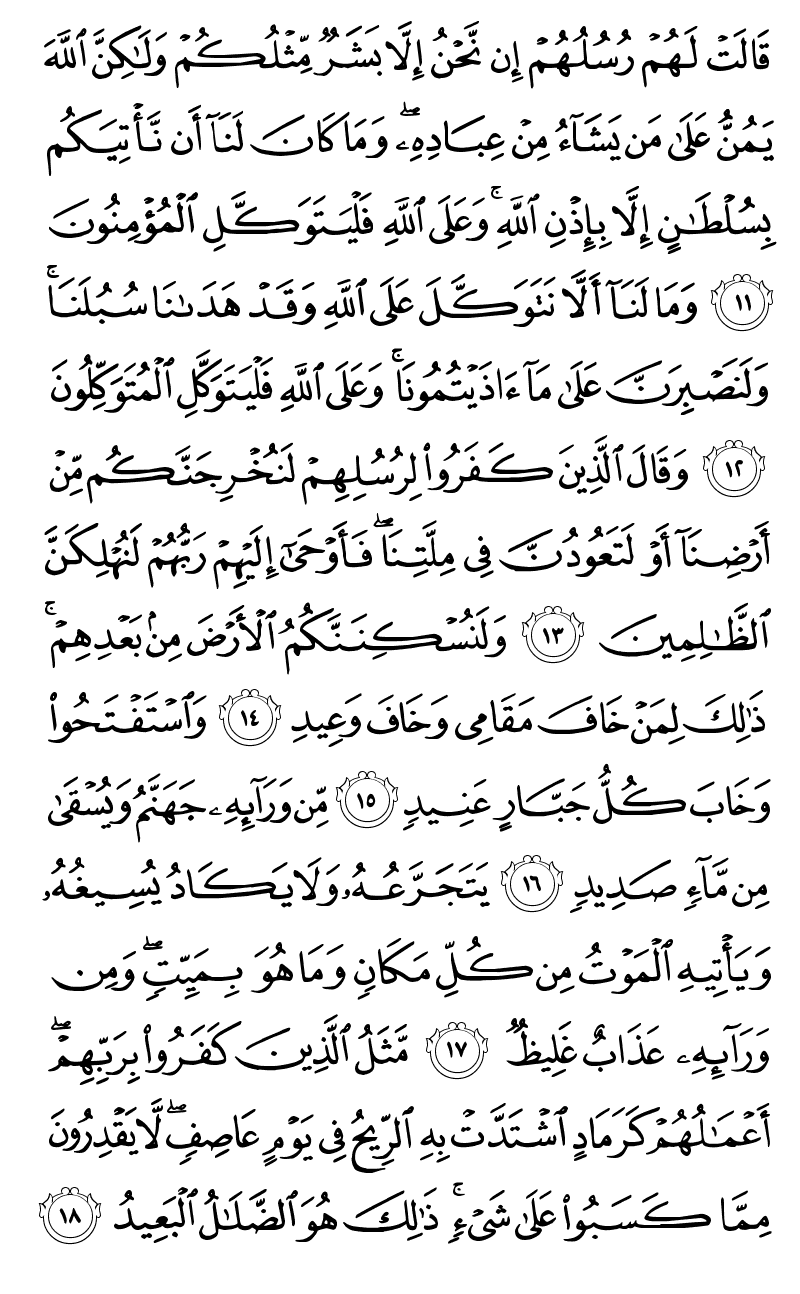 قَالَتْ لَهُمْ رُسُلُهُمْ إِن نَّحْنُ إِلَّا بَشَرٌ مِّثْلُكُمْ وَلَٰكِنَّ ٱللَّهَ
يَمُنُّ عَلَىٰ مَن يَشَآءُ مِنْ عِبَادِهِۦ ۖ وَمَا كَانَ لَنَآ أَن نَّأْتِيَكُم
بِسُلْطَٰنٍ إِلَّا بِإِذْنِ ٱللَّهِ ۚ وَعَلَى ٱللَّهِ فَلْيَتَوَكَّلِ ٱلْمُؤْمِنُونَ
١١ وَمَا لَنَآ أَلَّا نَتَوَكَّلَ عَلَى ٱللَّهِ وَقَدْ هَدَىٰنَا سُبُلَنَا ۚ
وَلَنَصْبِرَنَّ عَلَىٰ مَآ ءَاذَيْتُمُونَا ۚ وَعَلَى ٱللَّهِ فَلْيَتَوَكَّلِ ٱلْمُتَوَكِّلُونَ
١٢ وَقَالَ ٱلَّذِينَ كَفَرُوا۟ لِرُسُلِهِمْ لَنُخْرِجَنَّكُم مِّنْ
أَرْضِنَآ أَوْ لَتَعُودُنَّ فِى مِلَّتِنَا ۖ فَأَوْحَىٰٓ إِلَيْهِمْ رَبُّهُمْ لَنُهْلِكَنَّ
ٱلظَّٰلِمِينَ ١٣ وَلَنُسْكِنَنَّكُمُ ٱلْأَرْضَ مِنۢ بَعْدِهِمْ ۚ
ذَٰلِكَ لِمَنْ خَافَ مَقَامِى وَخَافَ وَعِيدِ ١٤ وَٱسْتَفْتَحُوا۟
وَخَابَ كُلُّ جَبَّارٍ عَنِيدٍ ١٥ مِّن وَرَآئِهِۦ جَهَنَّمُ وَيُسْقَىٰ
مِن مَّآءٍ صَدِيدٍ ١٦ يَتَجَرَّعُهُۥ وَلَا يَكَادُ يُسِيغُهُۥ
وَيَأْتِيهِ ٱلْمَوْتُ مِن كُلِّ مَكَانٍ وَمَا هُوَ بِمَيِّتٍ ۖ وَمِن
وَرَآئِهِۦ عَذَابٌ غَلِيظٌ ١٧ مَّثَلُ ٱلَّذِينَ كَفَرُوا۟ بِرَبِّهِمْ ۖ
أَعْمَٰلُهُمْ كَرَمَادٍ ٱشْتَدَّتْ بِهِ ٱلرِّيحُ فِى يَوْمٍ عَاصِفٍ ۖ لَّا يَقْدِرُونَ
مِمَّا كَسَبُوا۟ عَلَىٰ شَىْءٍ ۚ ذَٰلِكَ هُوَ ٱلضَّلَٰلُ ٱلْبَعِيدُ ١٨